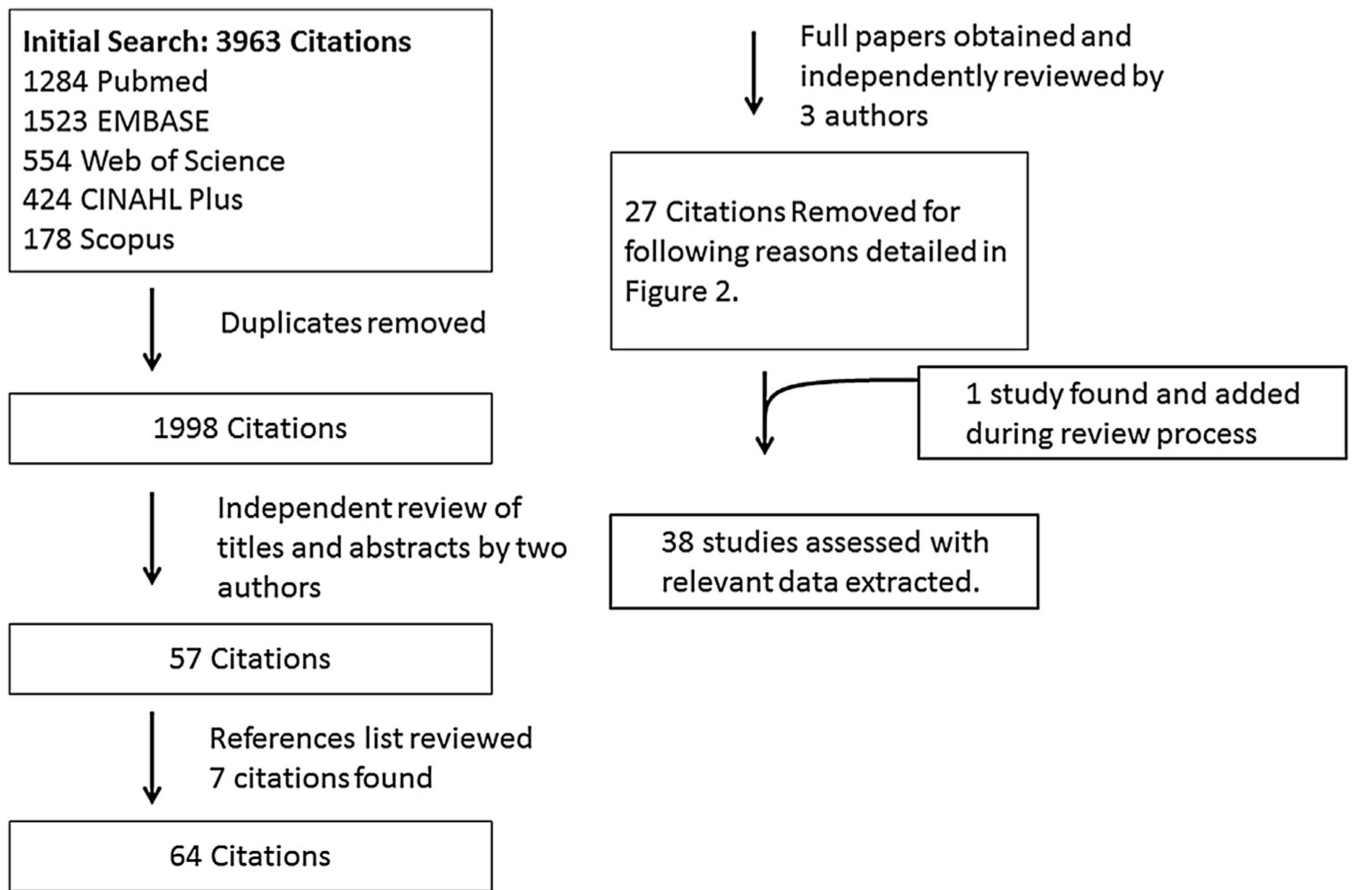 Initial Search: 3963 Citations
1284 Pubmed
1523 EMBASE
554 Web of Science
424 CINAHL Plus
178 Scopus
Duplicates removed
1998 Citations
Independent review of
titles and abstracts by two
authors
57 Citations
References list reviewed
7 citations found
64 Citations
Full papers obtained and
independently reviewed by
3 authors
27 Citations Removed for
following reasons detailed in
Figure 2.
1 study found and added
during review process
38 studies assessed with
relevant data extracted.